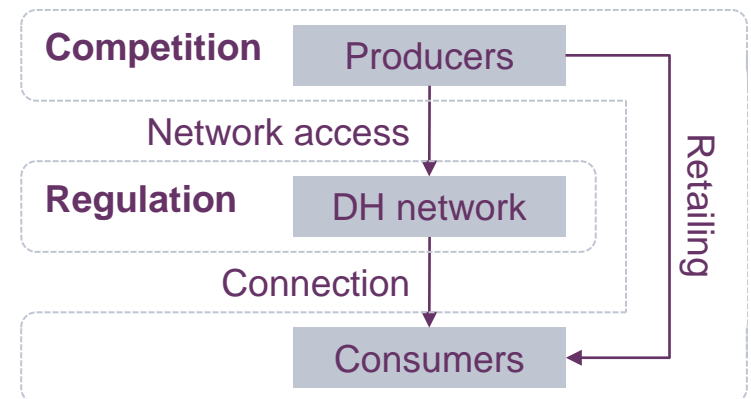 Competition
Producers
Network access
Retailing
Regulation
DH network
Connection
Consumers